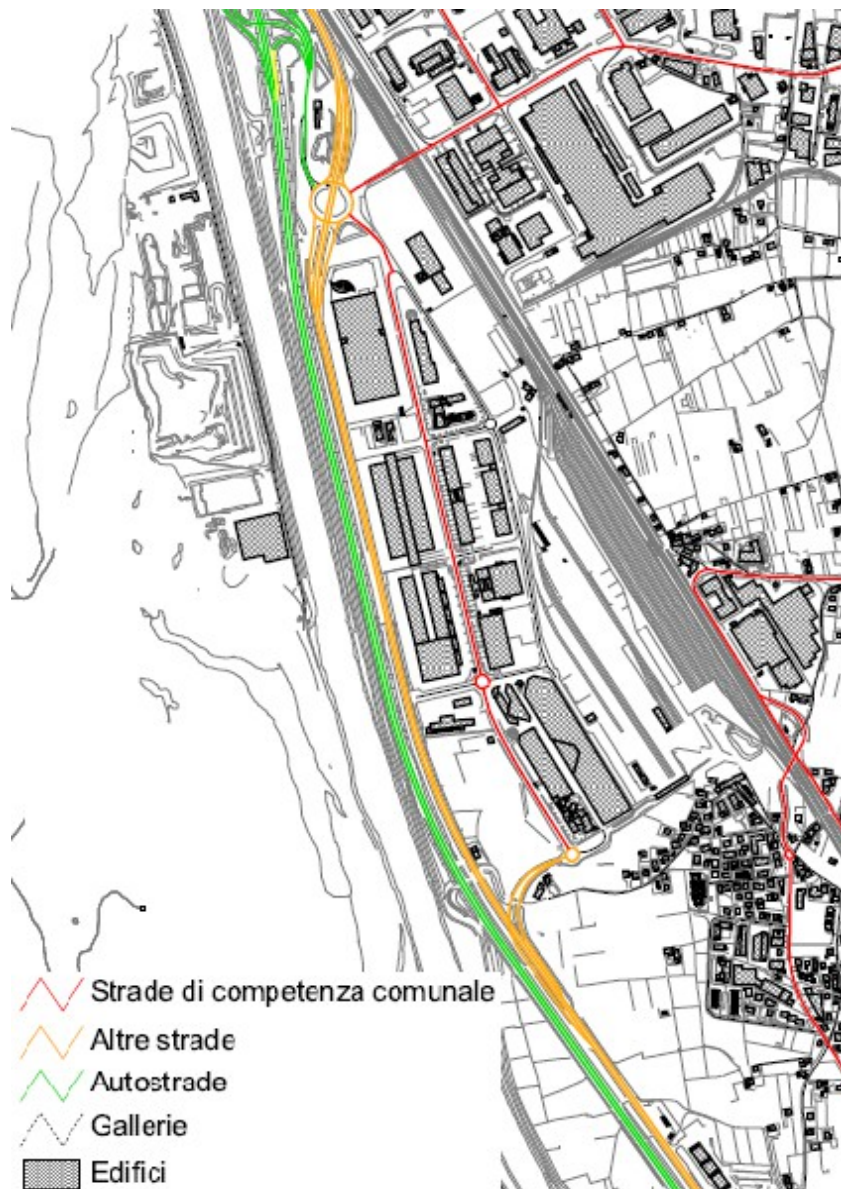 Strade di competenza comunale
Altre strade
Autostrade
Gallerie
Edifici